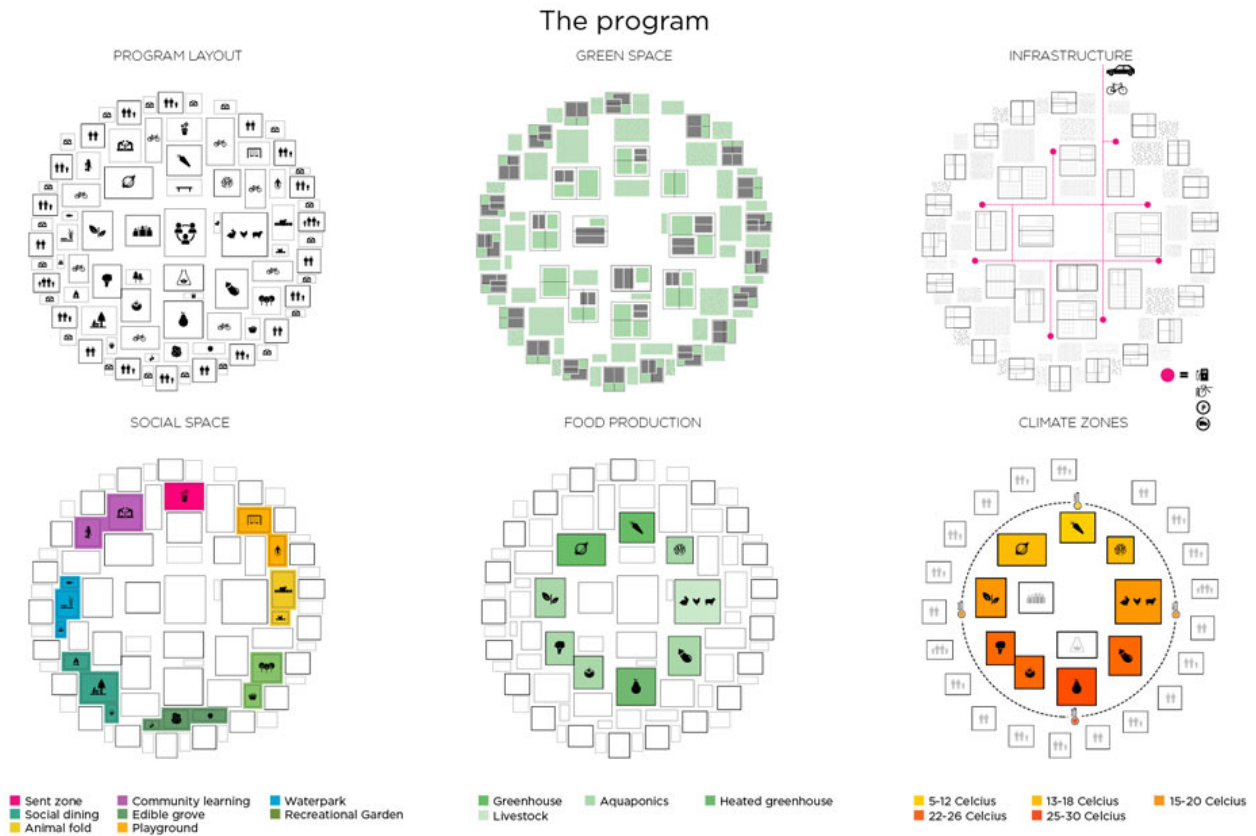 The program
PROGRAM LAYOUT
GREEN SPACE
INFRASTRUCTURE
=
P
SOCIAL SPACE
FOOD PRODUCTION
CLIMATE ZONES
Sent zone
Community learning
Waterpark
Social dining
Edible grove
Recreational Garden
Animal fold
Playground
Greenhouse
Aquaponics
Heated greenhouse
Livestock
5-12 Celcius
13-18 Celcius
15-20 Celcius
22-26 Celcius
25-30 Celcius